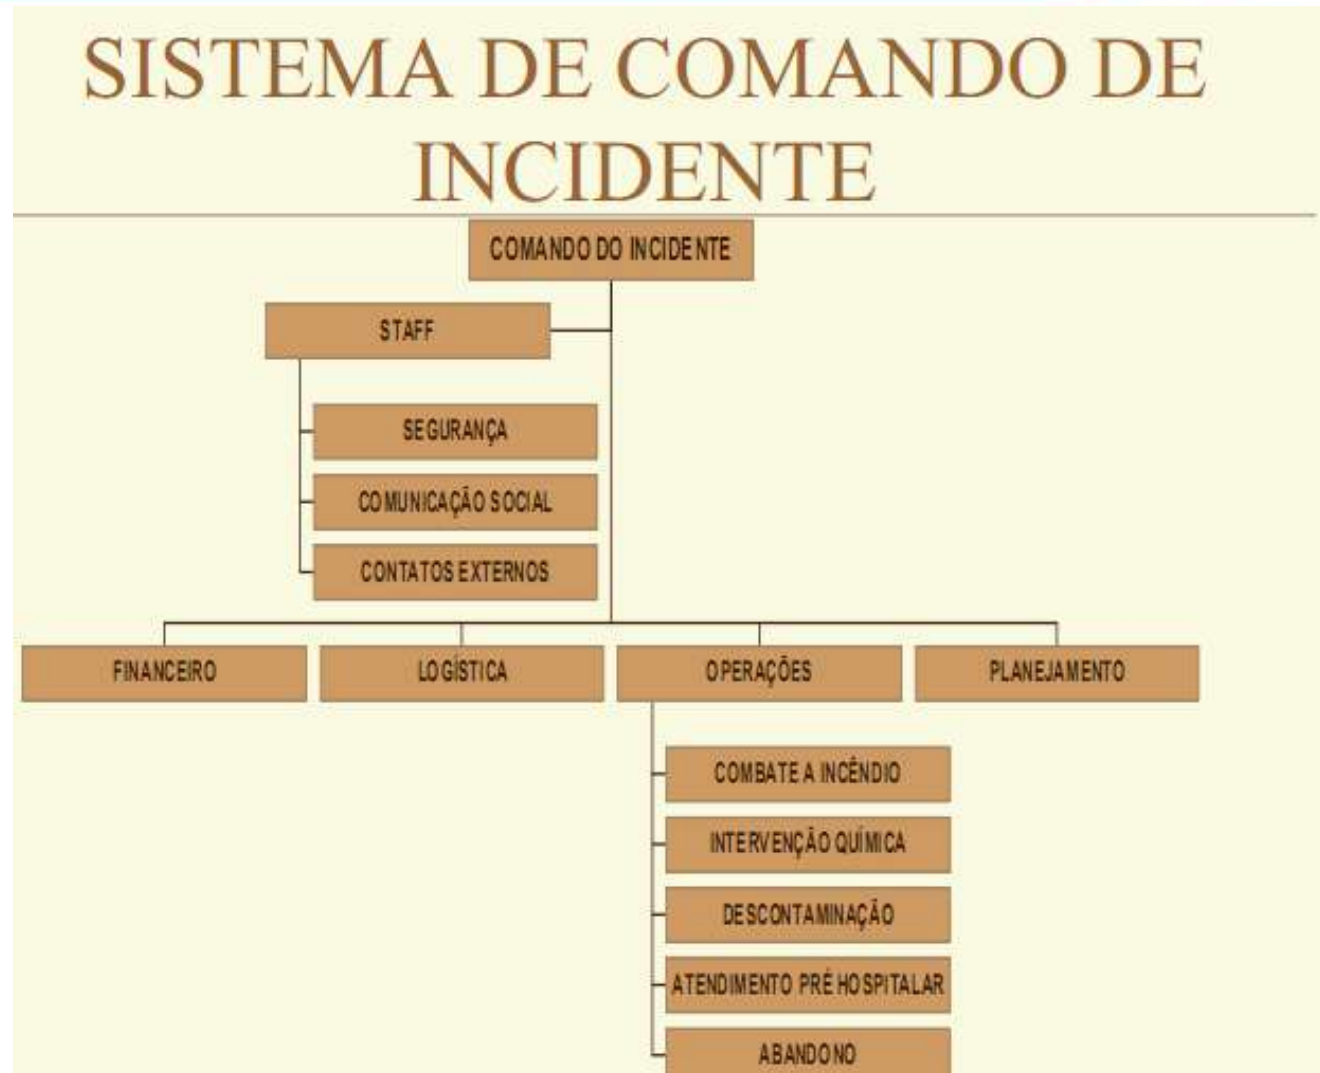 SISTEMA DE COMANDO DE
INCIDENTE
COMANDO DO INCIDENTE
STAFF
SEGURANÇA
COMUNICAÇÃO SOCIAL
CONTATOS EXTERNOS
FINANCEIRO
LOGÍSTICA
OPERAÇÕES
PLANEJAMENTO
COMBATE A INCÊNDIO
INTERVENÇÃO QUÍMICA
DESCONTAMINAÇÃO
ATENDIMENTO PRÉ HOSPITALAR
ABANDONO